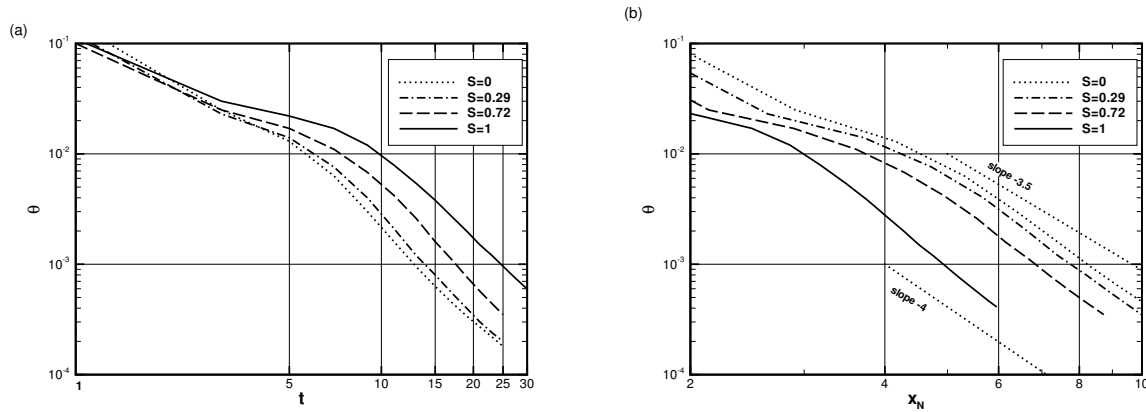 (a)
10^-1
10^-2
10^-3
10^-4
θ
1
5
10
15
20
25
30
t
S=0
S=0.29
S=0.72
S=1
(b)
10^-1
10^-2
10^-3
10^-4
θ
2
4
6
8
10
x_N
S=0
S=0.29
S=0.72
S=1
slope -3.5
slope -4